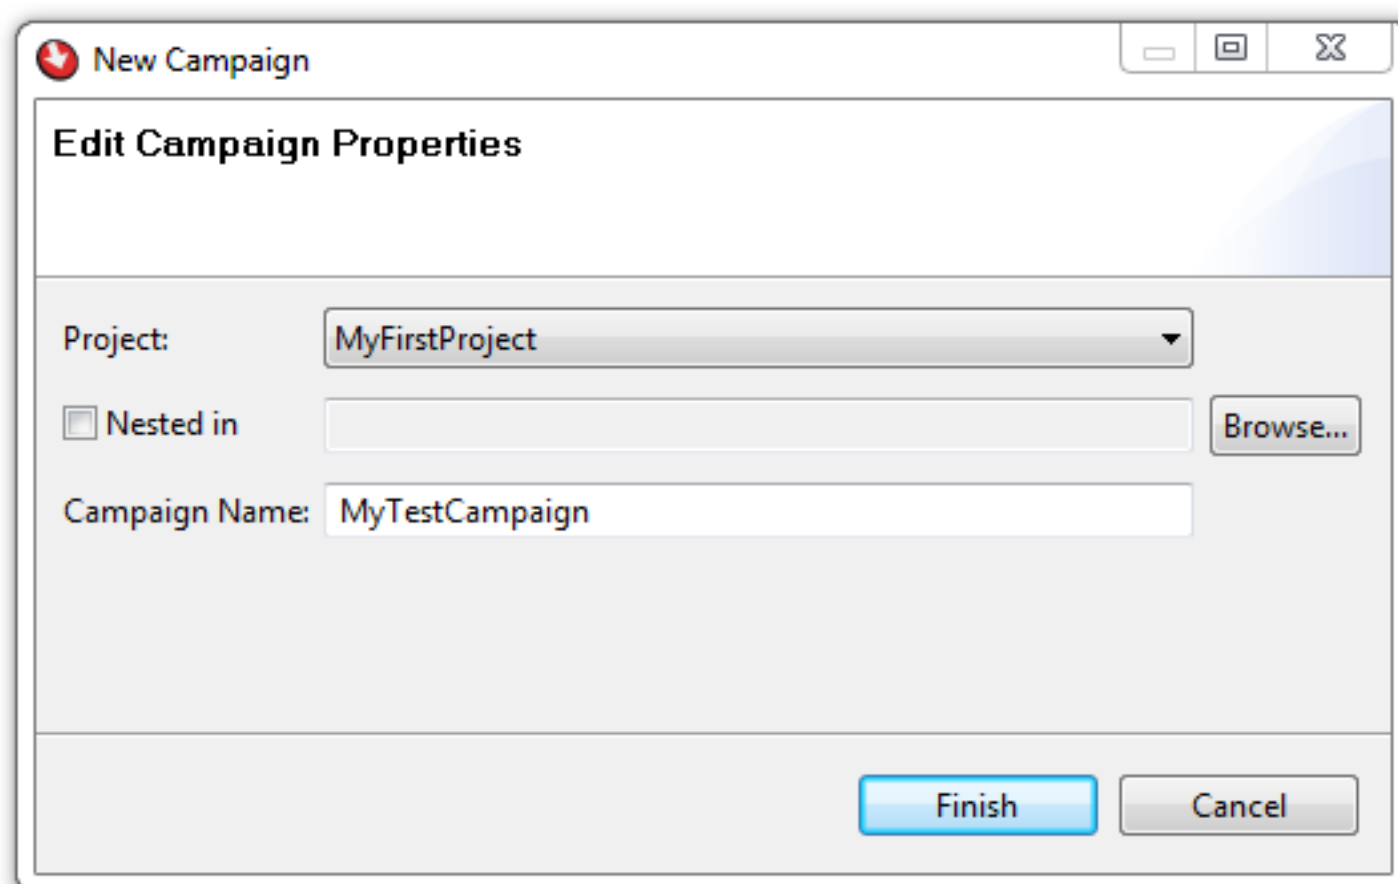 New Campaign
Edit Campaign Properties
Project: MyFirstProject
Nested in Browse...
Campaign Name: MyTestCampaign
Finish Cancel